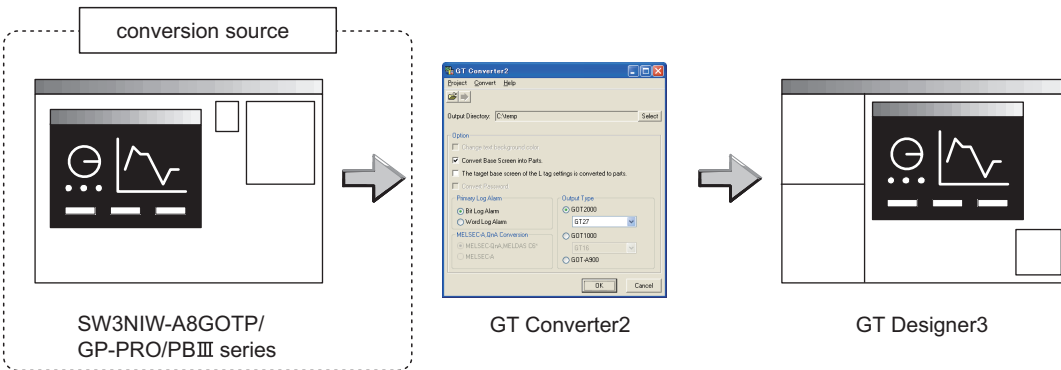 conversion source
SW3NIW-A8GOTP/
GP-PRO/PBⅢ series
GT Converter2
Project Convert Help
Output Directory: C:\temp Select
Option
Change text background color.
Convert Base Screen into Parts.
The target base screen of the L tag settings is converted to parts.
Convert Password
Primary Log Alarm
Bit Log Alarm
Word Log Alarm
MELSEC-A,QnA Conversion
MELSEC-QnA,MELDAS C6*
MELSEC-A
Output Type
GOT2000
GT27
GOT1000
GT16
GOT-A900
OK Cancel
GT Converter2
GT Designer3